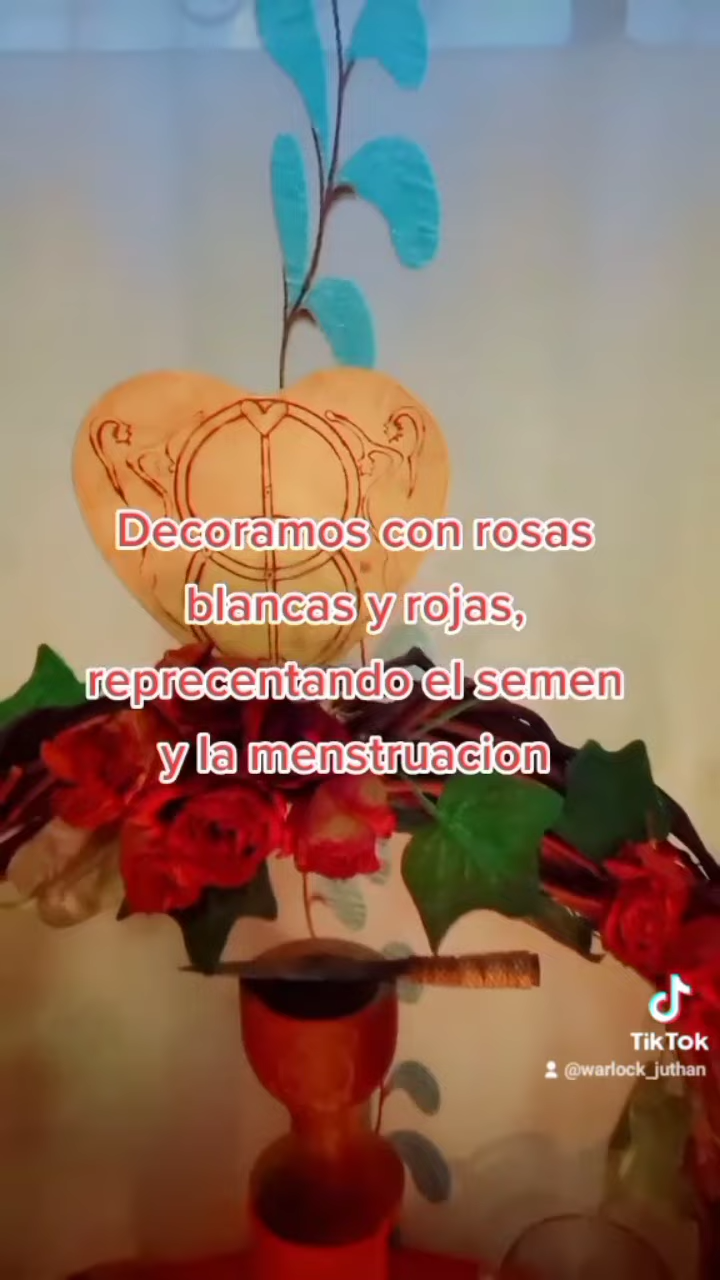 Decoramos con rosas
blancas y rojas,
reprecentando el semen
y la menstruacion
TikTok
@warlock_juthan